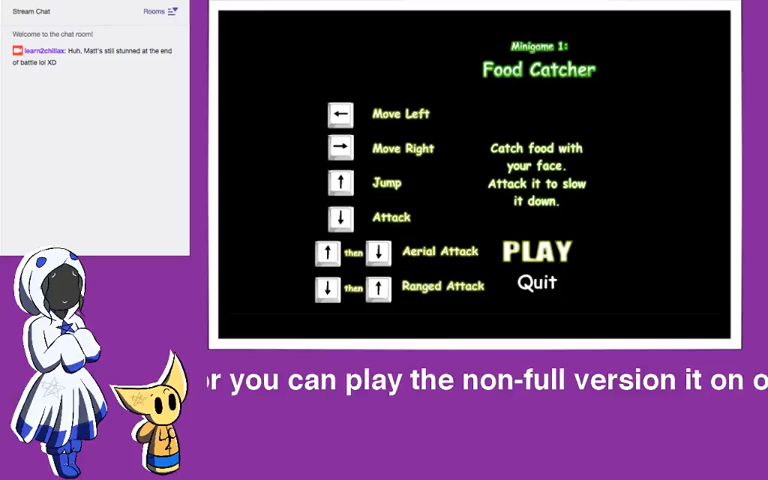 Stream Chat
Rooms
Welcome to the chat room!
learn2chillax: Huh, Matt's still stunned at the end
of battle lol XD
Minigame 1:
Food Catcher
Move Left
Move Right
Jump
Attack
then Aerial Attack
then Ranged Attack
Catch food with
your face.
Attack it to slow
it down.
PLAY
Quit
or you can play the non-full version it on o